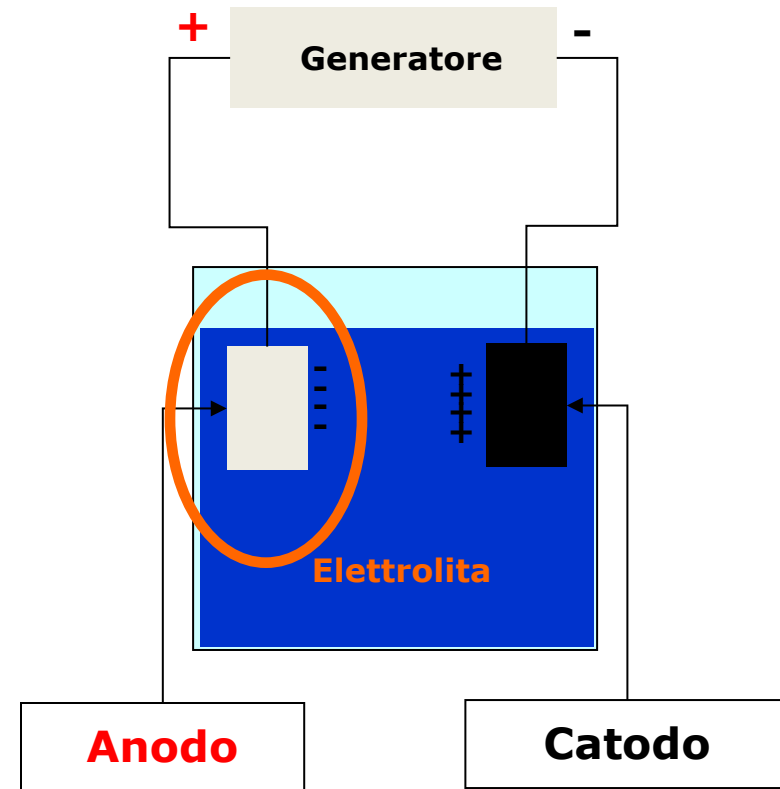 + -
Generatore
- +
- +
- +
- +
Elettrolita
Anodo Catodo